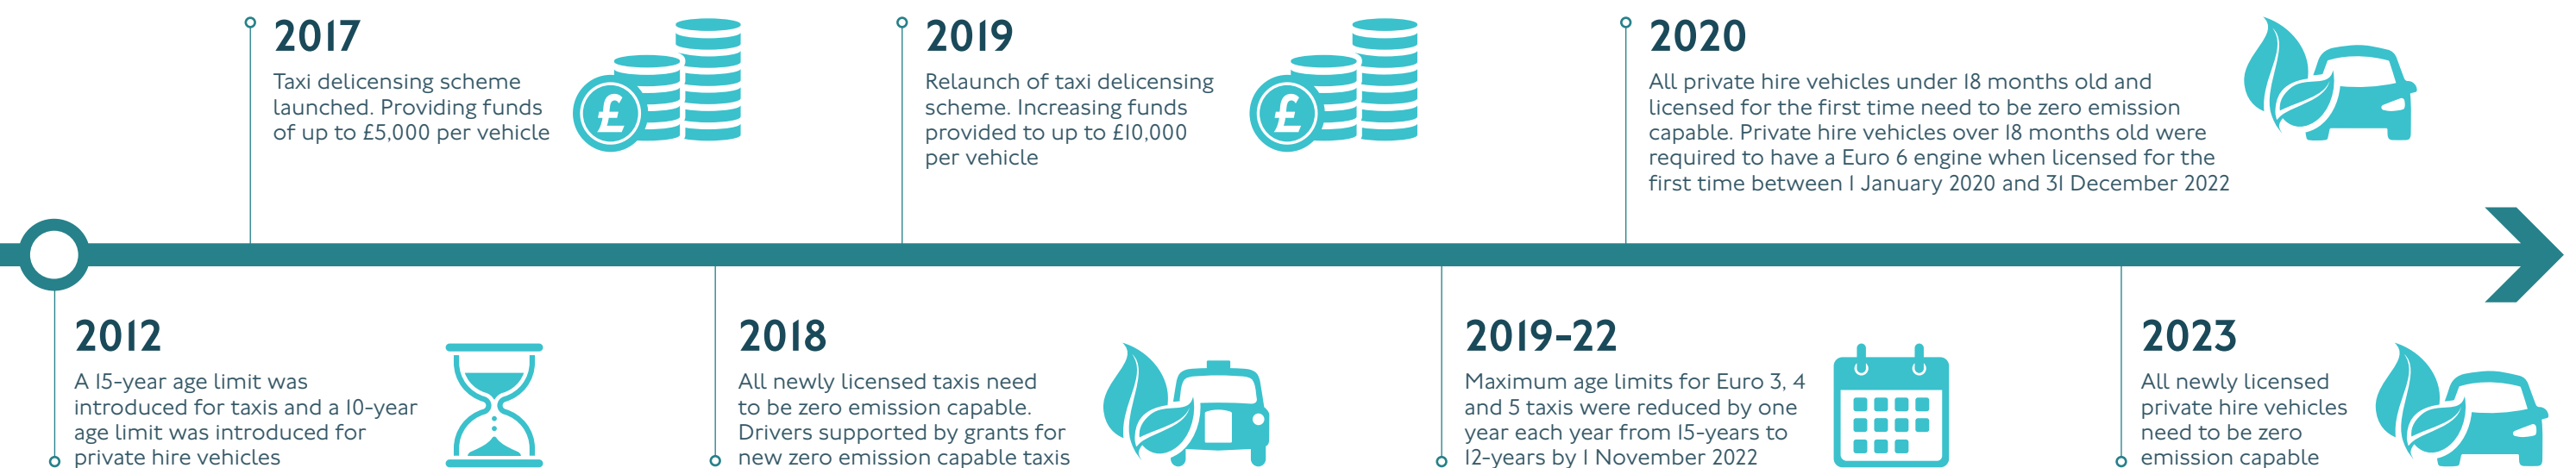 2017
Taxi delicensing scheme
launched. Providing funds
of up to £5,000 per vehicle
£
2019
Relaunch of taxi delicensing
scheme. Increasing funds
provided to up to £10,000
per vehicle
£
2020
All private hire vehicles under 18 months old and
licensed for the first time need to be zero emission
capable. Private hire vehicles over 18 months old were
required to have a Euro 6 engine when licensed for the
first time between 1 January 2020 and 31 December 2022
2012
A 15-year age limit was
introduced for taxis and a 10-year
age limit was introduced for
private hire vehicles
2018
All newly licensed taxis need
to be zero emission capable.
Drivers supported by grants for
new zero emission capable taxis
2019-22
Maximum age limits for Euro 3, 4
and 5 taxis were reduced by one
year each year from 15-years to
12-years by 1 November 2022
2023
All newly licensed
private hire vehicles
need to be zero
emission capable